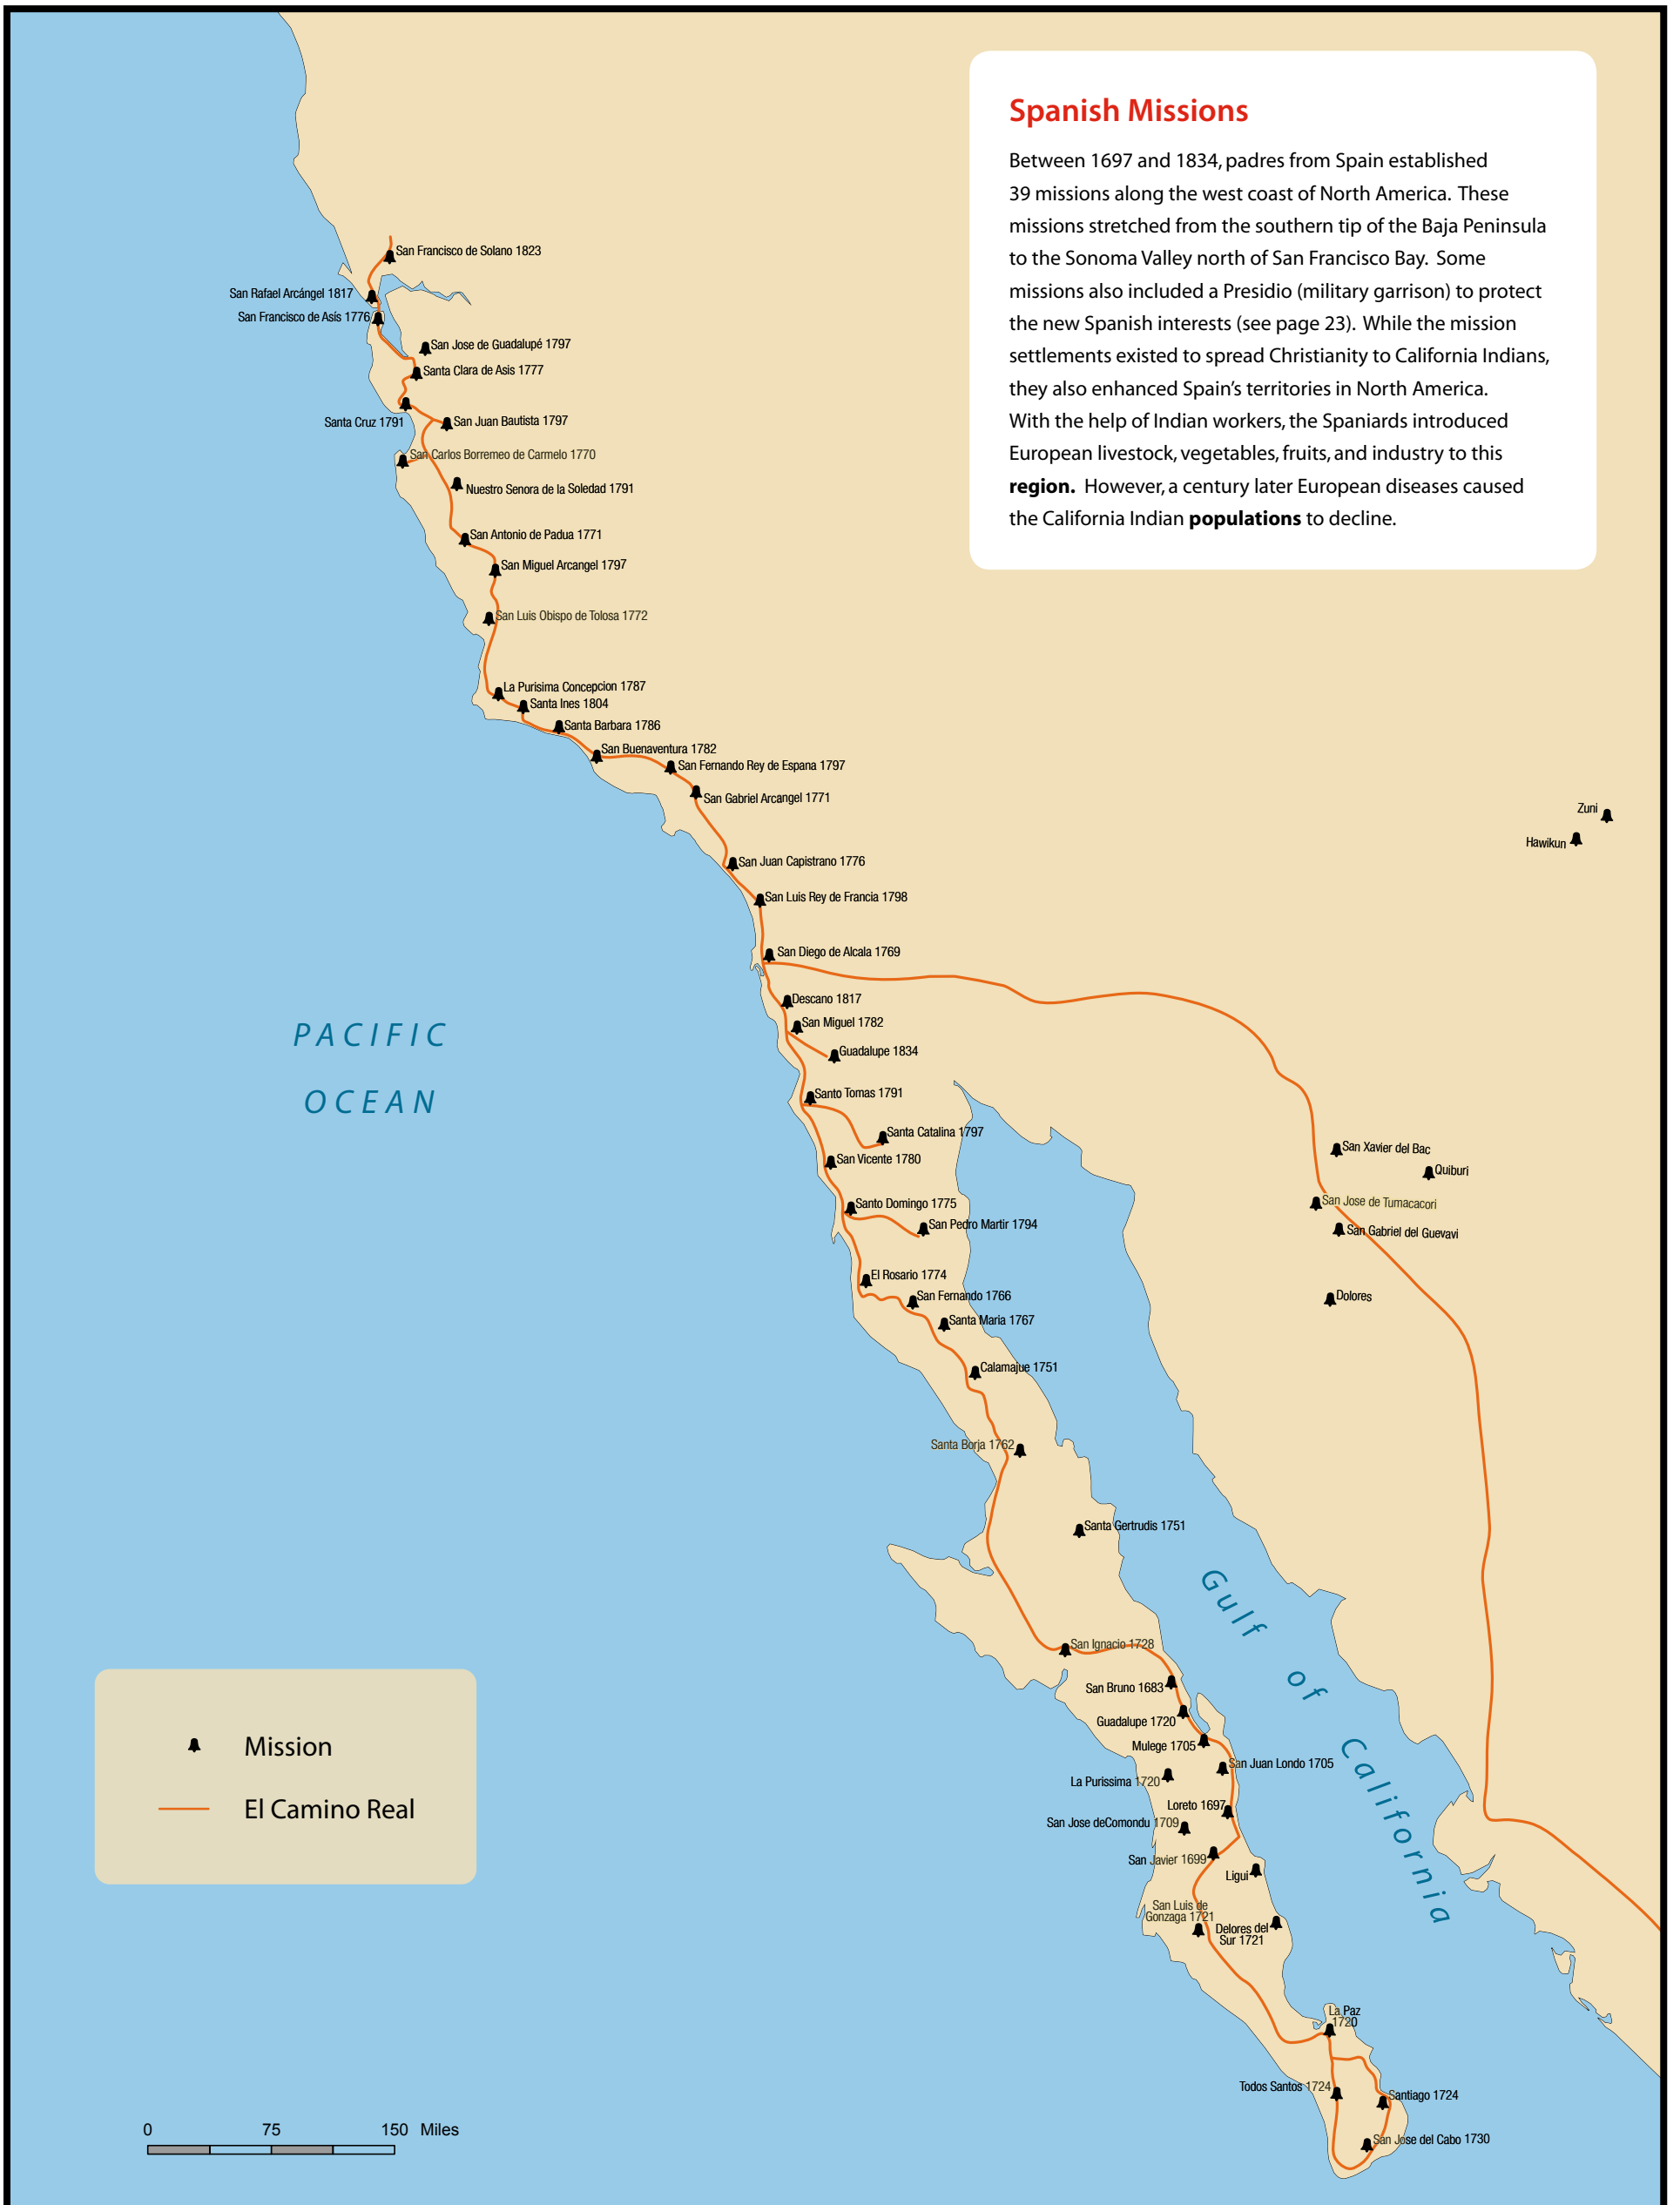 Spanish Missions
Between 1697 and 1834, padres from Spain established
39 missions along the west coast of North America. These
missions stretched from the southern tip of the Baja Peninsula
to the Sonoma Valley north of San Francisco Bay. Some
missions also included a Presidio (military garrison) to protect
the new Spanish interests (see page 23). While the mission
settlements existed to spread Christianity to California Indians,
they also enhanced Spain's territories in North America.
With the help of Indian workers, the Spaniards introduced
European livestock, vegetables, fruits, and industry to this
region. However, a century later European diseases caused
the California Indian populations to decline.
San Francisco de Solano 1823
San Rafael Arcángel 1817
San Francisco de Asís 1776
San Jose de Guadalupé 1797
Santa Clara de Asis 1777
Santa Cruz 1791
San Juan Bautista 1797
San Carlos Borremeo de Carmelo 1770
Nuestro Senora de la Soledad 1791
San Antonio de Padua 1771
San Miguel Arcangel 1797
San Luis Obispo de Tolosa 1772
La Purisima Concepcion 1787
Santa Ines 1804
Santa Barbara 1786
San Buenaventura 1782
San Fernando Rey de Espana 1797
San Gabriel Arcangel 1771
Zuni
Hawikun
San Juan Capistrano 1776
San Luis Rey de Francia 1798
San Diego de Alcala 1769
Descano 1817
San Miguel 1782
Guadalupe 1834
PACIFIC
OCEAN
Santo Tomas 1791
Santa Catalina 1797
San Vicente 1780
San Xavier del Bac
Quiburi
Santo Domingo 1775
San Jose de Tumacacori
San Pedro Martir 1794
San Gabriel del Guevavi
El Rosario 1774
San Fernando 1766
Dolores
Santa Maria 1767
Calamajue 1751
Santa Borja 1762
Santa Gertrudis 1751
Gulf of California
San Ignacio 1728
San Bruno 1683
Guadalupe 1720
Mulege 1705
San Juan Londo 1705
La Purissima 1720
Loreto 1697
San Jose deComondu 1709
San Javier 1699
Ligui
San Luis de
Gonzaga 1721
Delores del
Sur 1721
La Paz
1720
Todos Santos 1724
Santiago 1724
San Jose del Cabo 1730
Mission
El Camino Real
0 75 150 Miles